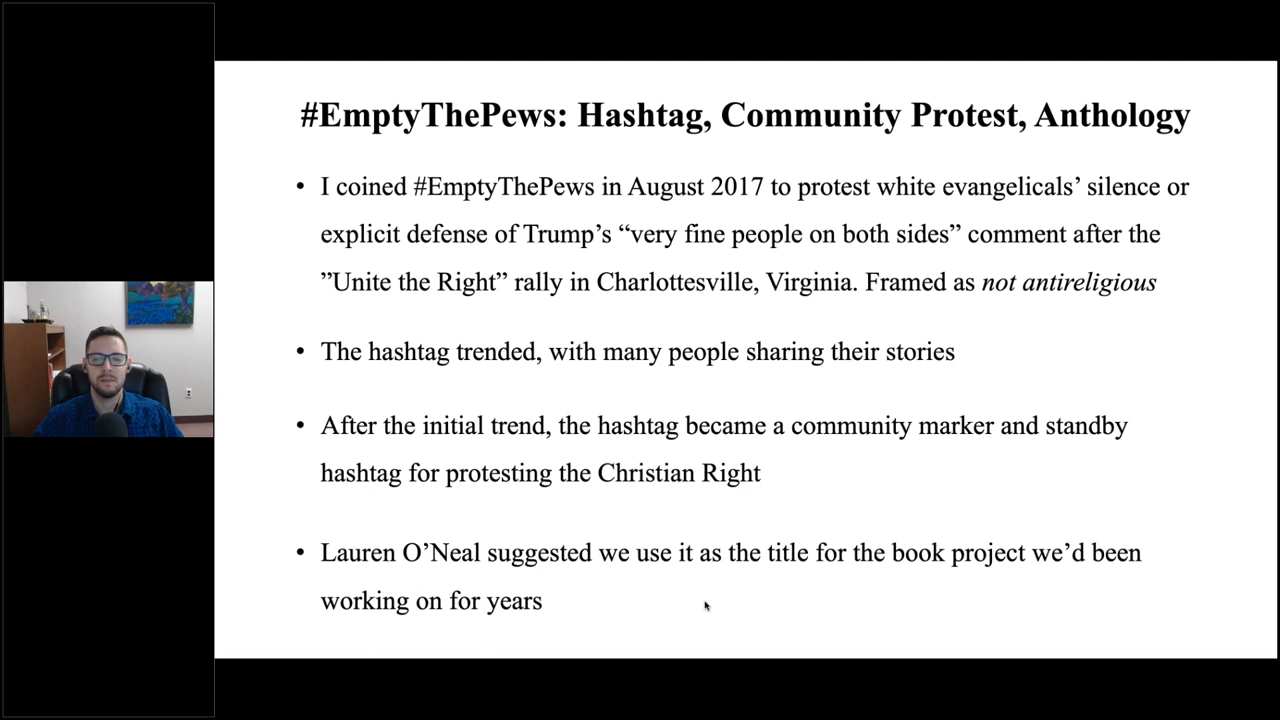 #EmptyThePews: Hashtag, Community Protest, Anthology
• I coined #EmptyThePews in August 2017 to protest white evangelicals’ silence or
explicit defense of Trump’s “very fine people on both sides” comment after the
”Unite the Right” rally in Charlottesville, Virginia. Framed as not antireligious
• The hashtag trended, with many people sharing their stories
• After the initial trend, the hashtag became a community marker and standby
hashtag for protesting the Christian Right
• Lauren O’Neal suggested we use it as the title for the book project we’d been
working on for years